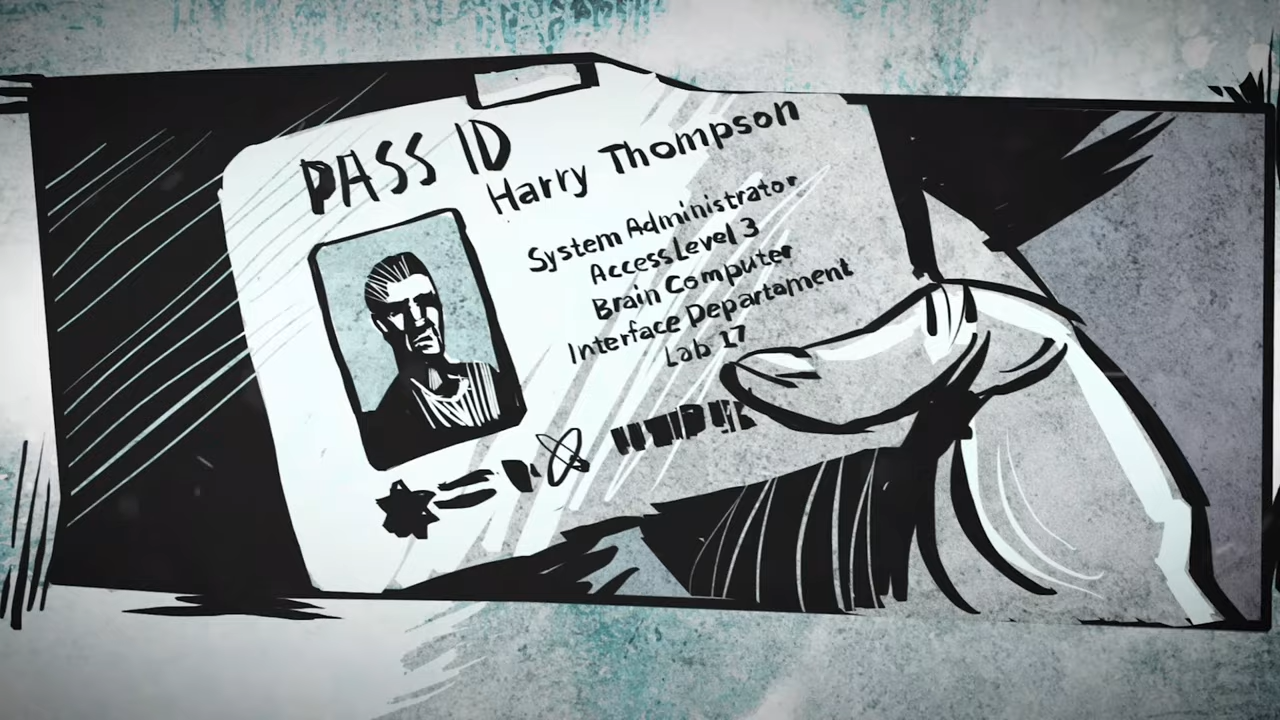 PASS ID
Harry Thompson
System Administrator
Access Level 3
Brain Computer
Interface Departament
Lab 17